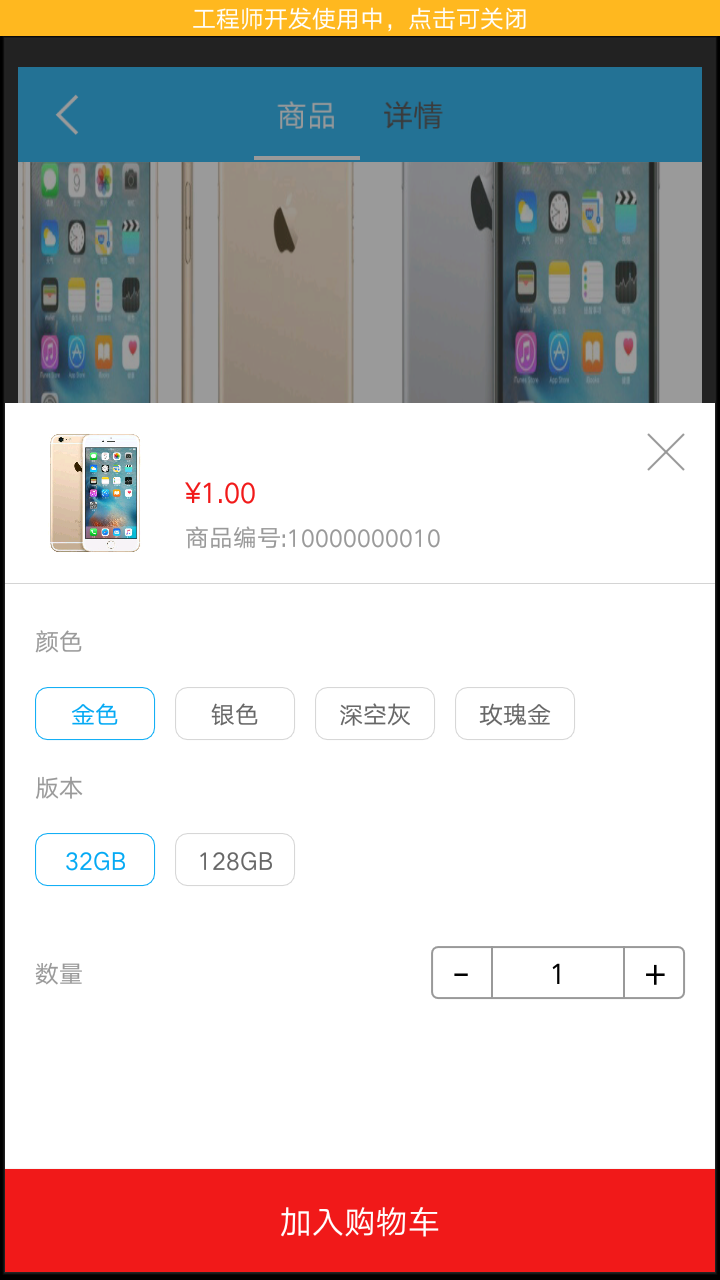 工程师开发使用中，点击可关闭
商品 详情
¥1.00
商品编号:10000000010
颜色
金色 银色 深空灰 玫瑰金
版本
32GB 128GB
数量 - 1 +
加入购物车